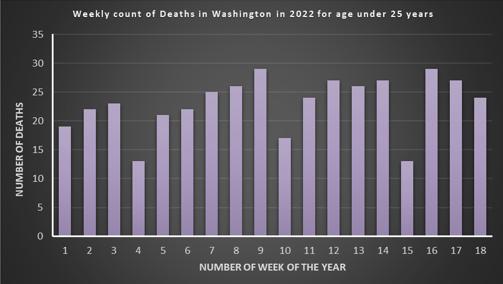 Weekly count of Deaths in Washington in 2022 for age under 25 years
35
30
25
20
15
10
5
0
NUMBER OF DEATHS
1 2 3 4 5 6 7 8 9 10 11 12 13 14 15 16 17 18
NUMBER OF WEEK OF THE YEAR